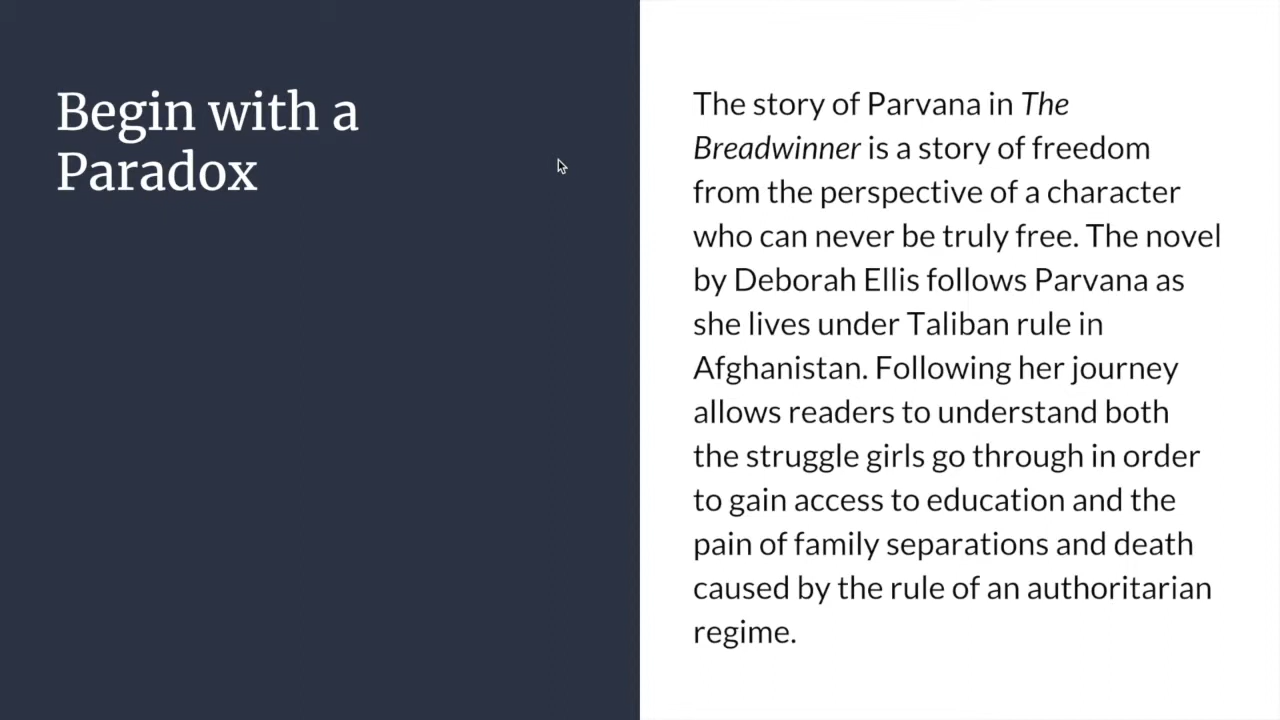 Begin with a
Paradox
The story of Parvana in The
Breadwinner is a story of freedom
from the perspective of a character
who can never be truly free. The novel
by Deborah Ellis follows Parvana as
she lives under Taliban rule in
Afghanistan. Following her journey
allows readers to understand both
the struggle girls go through in order
to gain access to education and the
pain of family separations and death
caused by the rule of an authoritarian
regime.